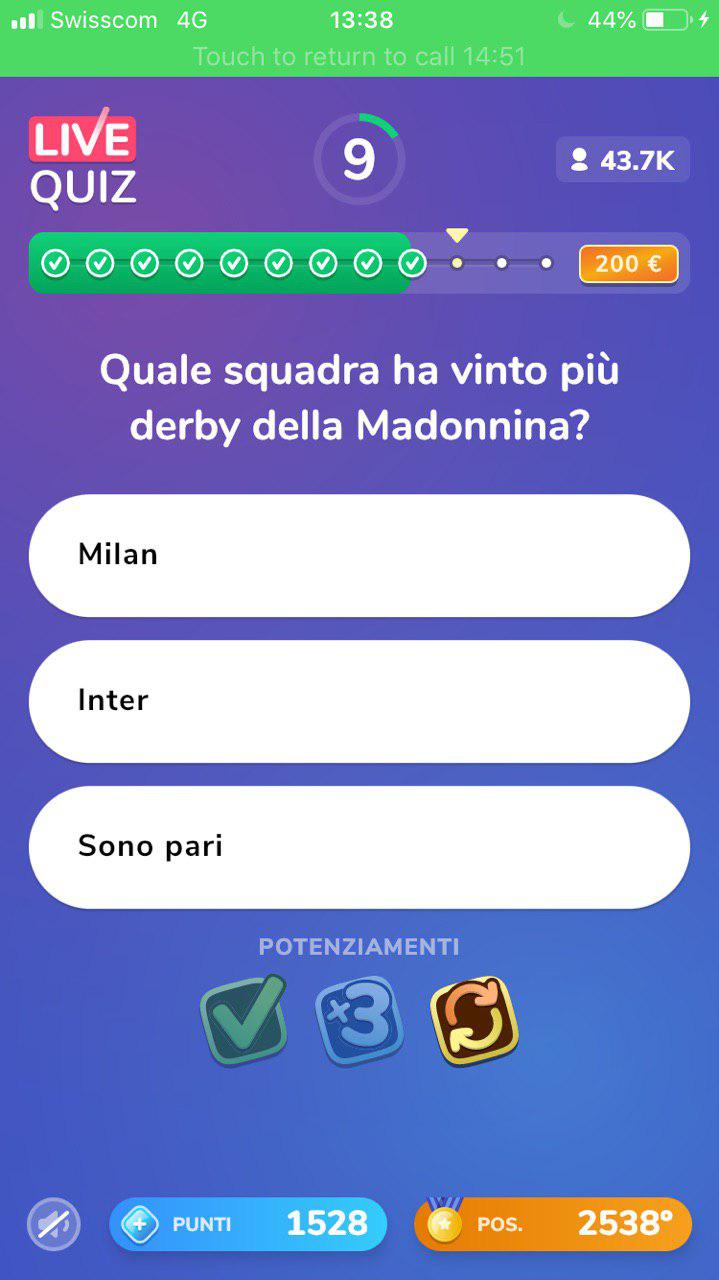 Swisscom 4G 13:38 44%
Touch to return to call 14:51
LIVE
QUIZ
9
43.7K
200 €
Quale squadra ha vinto più
derby della Madonnina?
Milan
Inter
Sono pari
POTENZIAMENTI
×3
PUNTI 1528 POS. 2538°